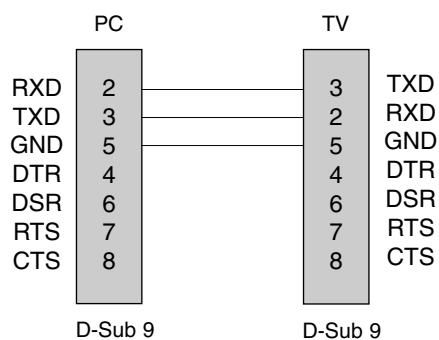 PC TV
RXD 2 3 TXD
TXD 3 2 RXD
GND 5 5 GND
DTR 4 4 DTR
DSR 6 6 DSR
RTS 7 7 RTS
CTS 8 8 CTS
D-Sub 9 D-Sub 9